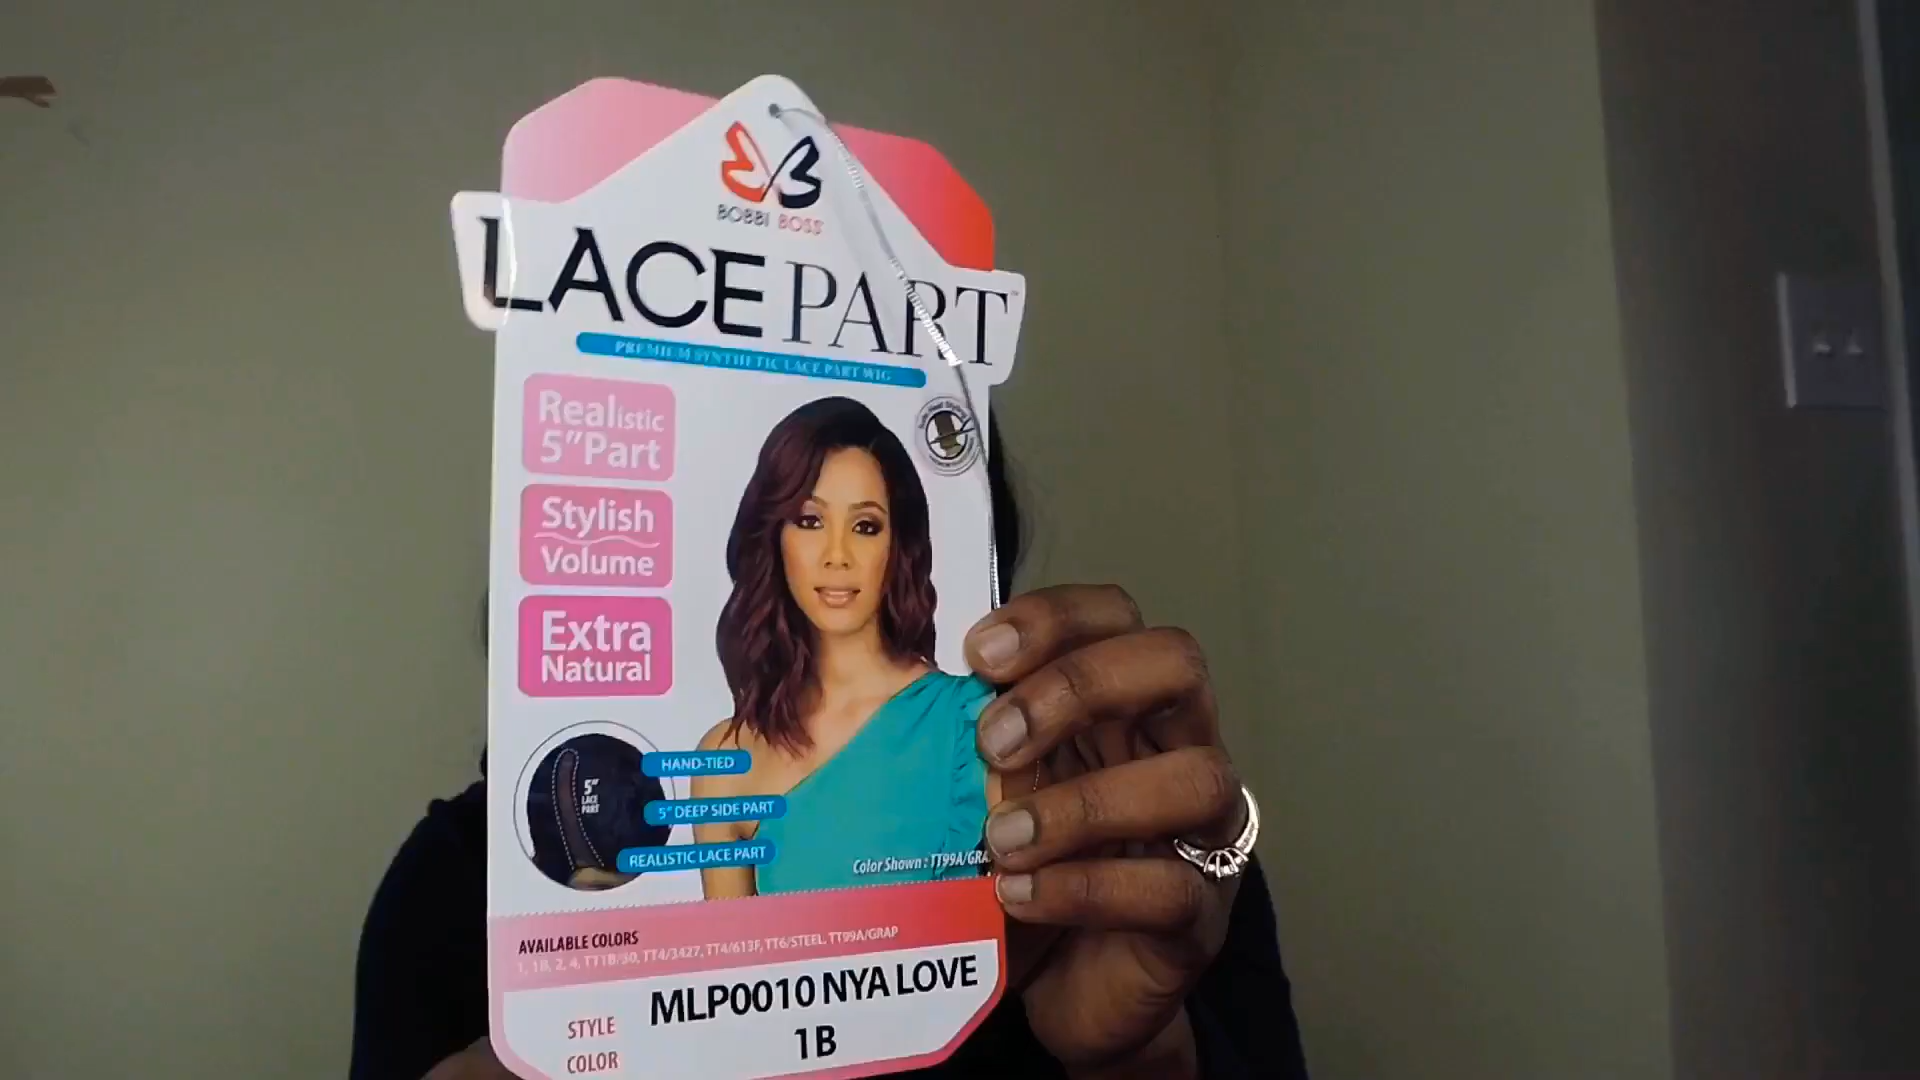 BOBBI BOSS
LACE PART™
PREMIUM SYNTHETIC LACE PART WIG
Realistic
5" Part
Stylish
Volume
Extra
Natural
5"
LACE
PART
HAND-TIED
5" DEEP SIDE PART
REALISTIC LACE PART
Color Shown : TT99A/GRA
AVAILABLE COLORS
1, 1B, 2, 4, TT1B/30, TT4/3427, TT4/613F, TT6/STEEL, TT99A/GRAP
STYLE MLP0010 NYA LOVE
COLOR 1B